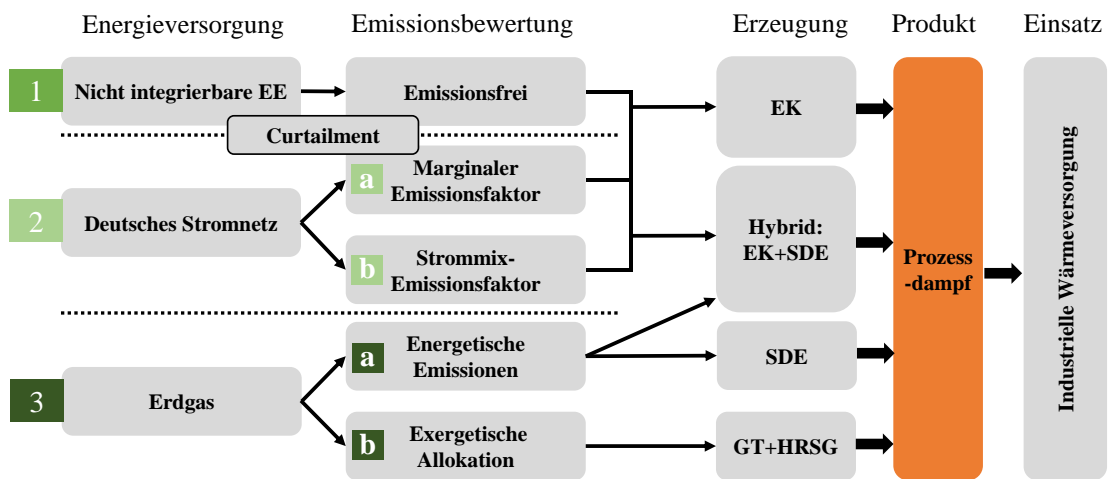 Energieversorgung
Emissionsbewertung
Erzeugung
Produkt
Einsatz
1
Nicht integrierbare EE
Emissionsfrei
EK
Curtailment
2
Deutsches Stromnetz
a
Marginaler
Emissionsfaktor
b
Strommix-
Emissionsfaktor
Hybrid:
EK+SDE
3
Erdgas
a
Energetische
Emissionen
SDE
b
Exergetische
Allokation
GT+HRSG
Prozess
-dampf
Industrielle Wärmeversorgung